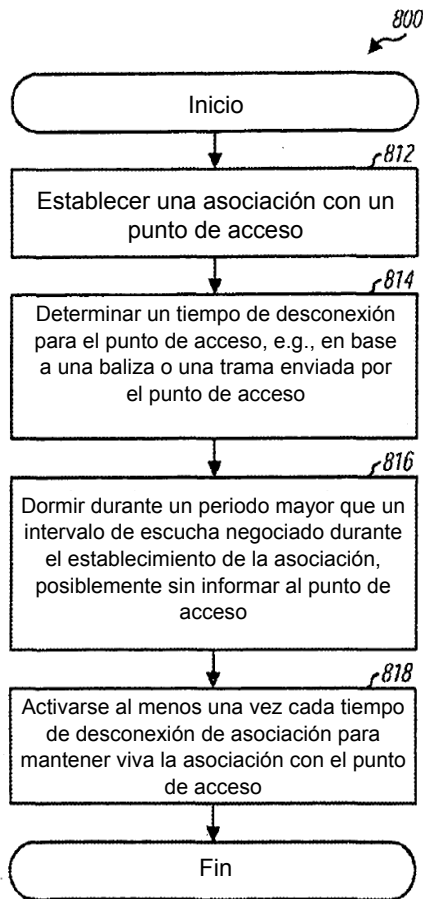 800
Inicio
812
Establecer una asociación con un
punto de acceso
814
Determinar un tiempo de desconexión
para el punto de acceso, e.g., en base
a una baliza o una trama enviada por
el punto de acceso
816
Dormir durante un periodo mayor que un
intervalo de escucha negociado durante
el establecimiento de la asociación,
posiblemente sin informar al punto de
acceso
818
Activarse al menos una vez cada tiempo
de desconexión de asociación para
mantener viva la asociación con el punto
de acceso
Fin